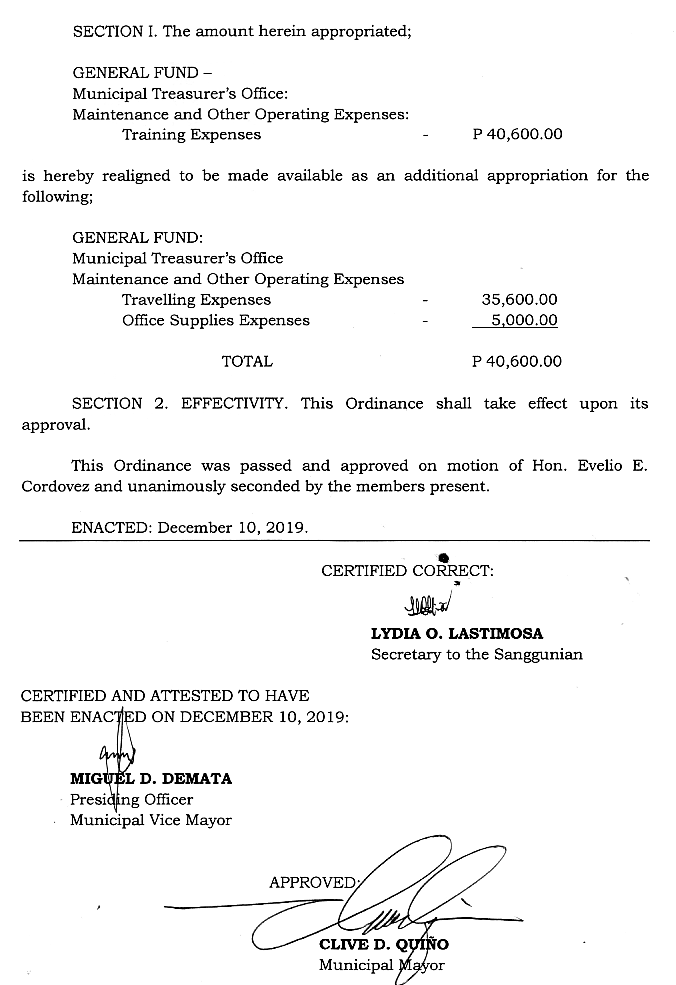 SECTION I. The amount herein appropriated;
GENERAL FUND –
Municipal Treasurer's Office:
Maintenance and Other Operating Expenses:
Training Expenses - P 40,600.00
is hereby realigned to be made available as an additional appropriation for the
following;
GENERAL FUND:
Municipal Treasurer's Office
Maintenance and Other Operating Expenses
Travelling Expenses - 35,600.00
Office Supplies Expenses - 5,000.00
TOTAL P 40,600.00
SECTION 2. EFFECTIVITY. This Ordinance shall take effect upon its
approval.
This Ordinance was passed and approved on motion of Hon. Evelio E.
Cordovez and unanimously seconded by the members present.
ENACTED: December 10, 2019.
CERTIFIED CORRECT:
LYDIA O. LASTIMOSA
Secretary to the Sanggunian
CERTIFIED AND ATTESTED TO HAVE
BEEN ENACTED ON DECEMBER 10, 2019:
MIGUEL D. DEMATA
Presiding Officer
Municipal Vice Mayor
APPROVED:
CLIVE D. QUIÑO
Municipal Mayor